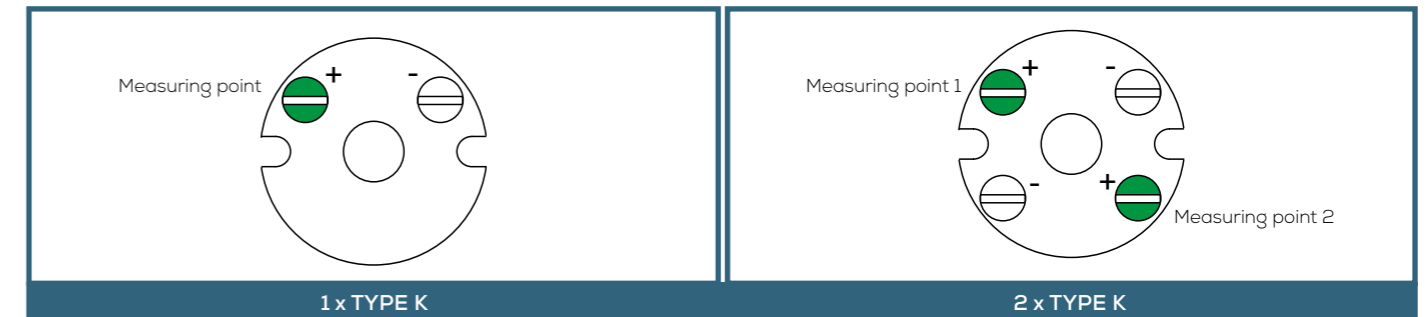 + -
Measuring point
1 x TYPE K
+ -
Measuring point 1
- +
Measuring point 2
2 x TYPE K